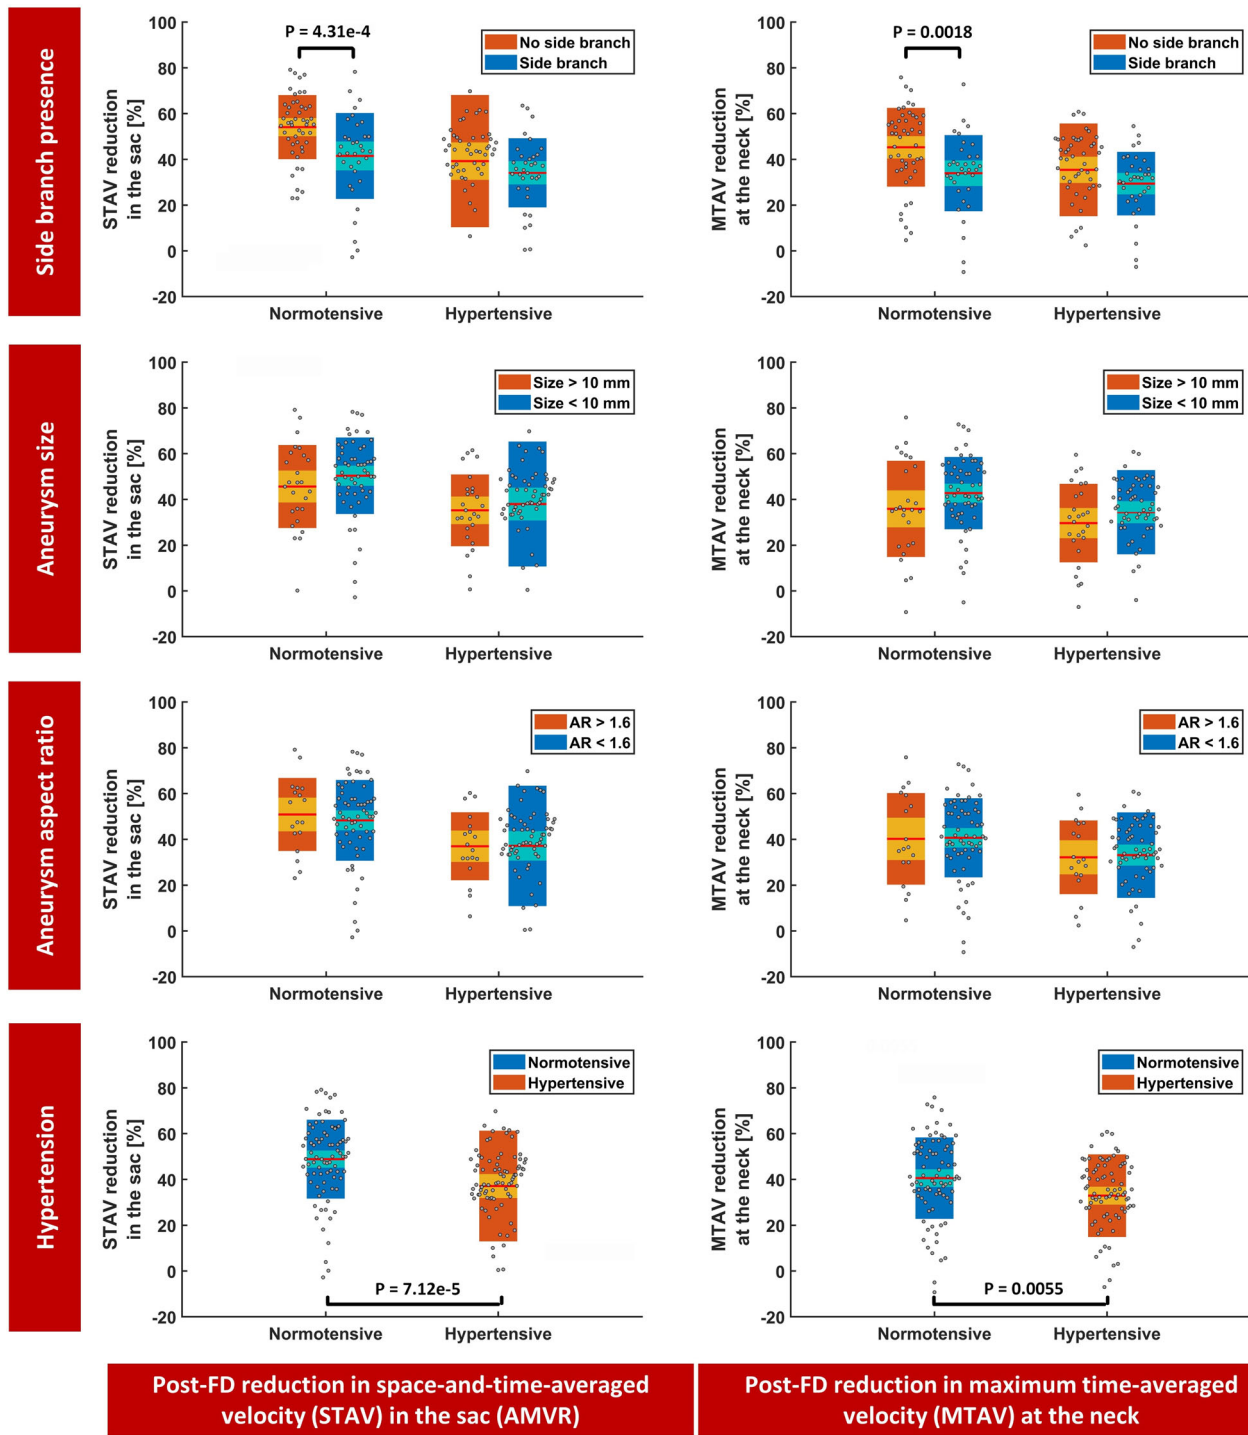 Side branch presence
STAV reduction
in the sac [%]
100
80
60
40
20
0
-20
P = 4.31e-4
No side branch
Side branch
Normotensive
Hypertensive
MTAV reduction
at the neck [%]
100
80
60
40
20
0
-20
P = 0.0018
No side branch
Side branch
Normotensive
Hypertensive
Aneurysm size
STAV reduction
in the sac [%]
100
80
60
40
20
0
-20
Size > 10 mm
Size < 10 mm
Normotensive
Hypertensive
MTAV reduction
at the neck [%]
100
80
60
40
20
0
-20
Size > 10 mm
Size < 10 mm
Normotensive
Hypertensive
Aneurysm aspect ratio
STAV reduction
in the sac [%]
100
80
60
40
20
0
-20
AR > 1.6
AR < 1.6
Normotensive
Hypertensive
MTAV reduction
at the neck [%]
100
80
60
40
20
0
-20
AR > 1.6
AR < 1.6
Normotensive
Hypertensive
Hypertension
STAV reduction
in the sac [%]
100
80
60
40
20
0
-20
Normotensive
Hypertensive
P = 7.12e-5
Normotensive
Hypertensive
MTAV reduction
at the neck [%]
100
80
60
40
20
0
-20
Normotensive
Hypertensive
P = 0.0055
Normotensive
Hypertensive
Post-FD reduction in space-and-time-averaged
velocity (STAV) in the sac (AMVR)
Post-FD reduction in maximum time-averaged
velocity (MTAV) at the neck